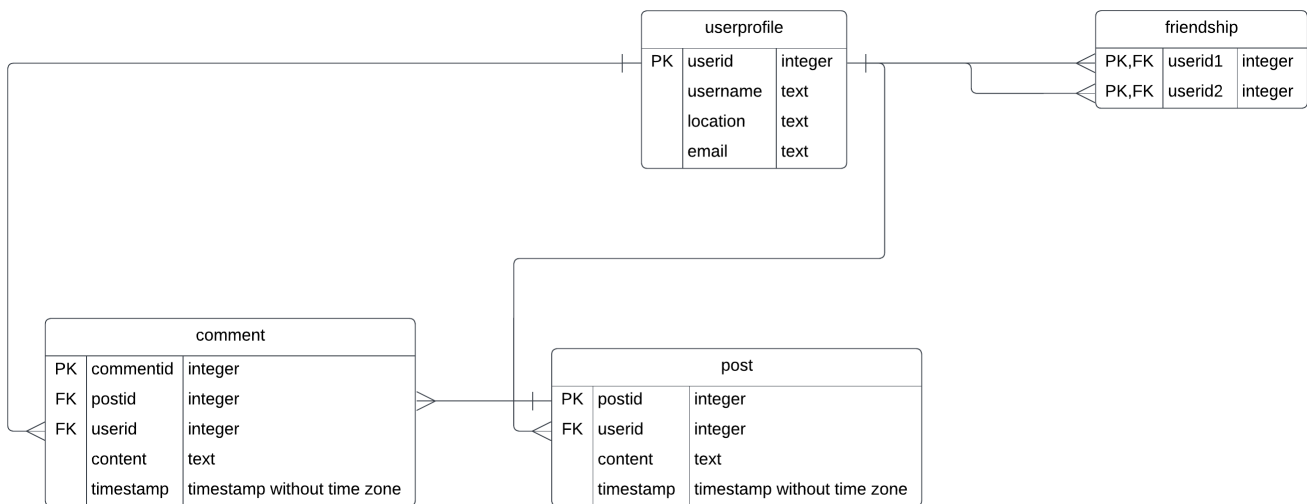 userprofile
PK userid integer
username text
location text
email text
friendship
PK,FK userid1 integer
PK,FK userid2 integer
comment
PK commentid integer
FK postid integer
FK userid integer
content text
timestamp timestamp without time zone
post
PK postid integer
FK userid integer
content text
timestamp timestamp without time zone